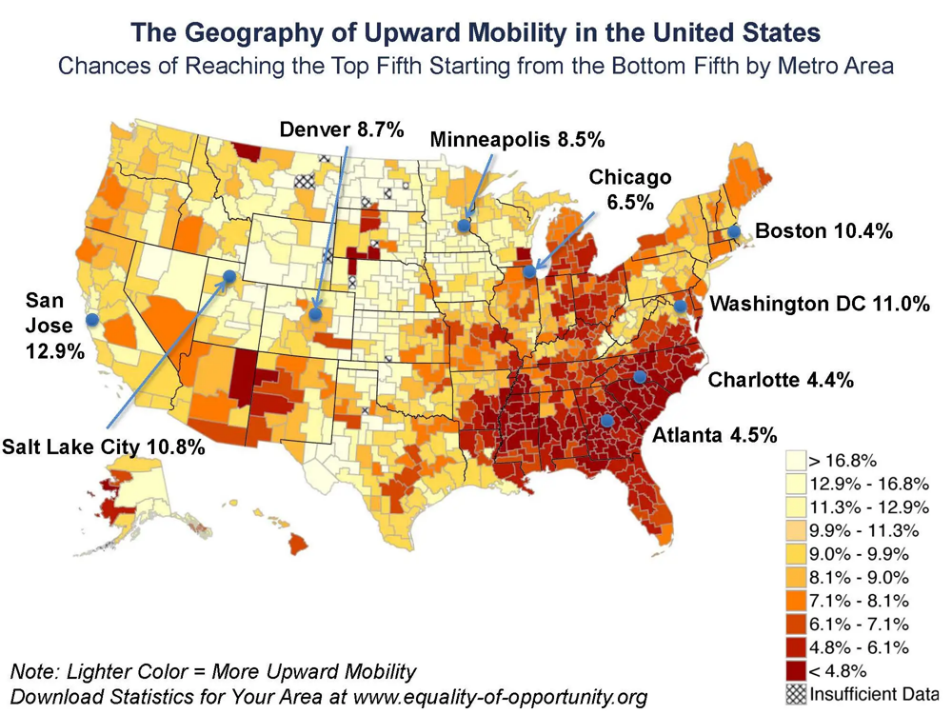 The Geography of Upward Mobility in the United States
Chances of Reaching the Top Fifth Starting from the Bottom Fifth by Metro Area
Denver 8.7%
Minneapolis 8.5%
Chicago
6.5%
Boston 10.4%
San
Jose
12.9%
Washington DC 11.0%
Charlotte 4.4%
Atlanta 4.5%
Salt Lake City 10.8%
> 16.8%
12.9% - 16.8%
11.3% - 12.9%
9.9% - 11.3%
9.0% - 9.9%
8.1% - 9.0%
7.1% - 8.1%
6.1% - 7.1%
4.8% - 6.1%
< 4.8%
Insufficient Data
Note: Lighter Color = More Upward Mobility
Download Statistics for Your Area at www.equality-of-opportunity.org